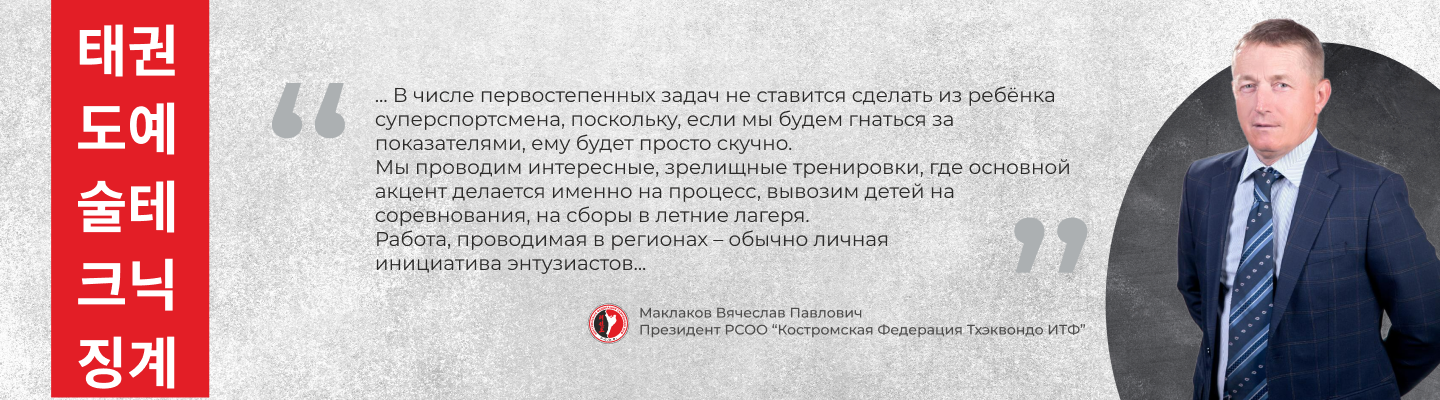 태권
도예
술테
크닉
징계
“
... В числе первостепенных задач не ставится сделать из ребёнка
суперспортсмена, поскольку, если мы будем гнаться за
показателями, ему будет просто скучно.
Мы проводим интересные, зрелищные тренировки, где основной
акцент делается именно на процесс, вывозим детей на
соревнования, на сборы в летние лагеря.
Работа, проводимая в регионах – обычно личная
инициатива энтузиастов...
”
Маклаков Вячеслав Павлович
Президент РСОО “Костромская Федерация Тхэквондо ИТФ”